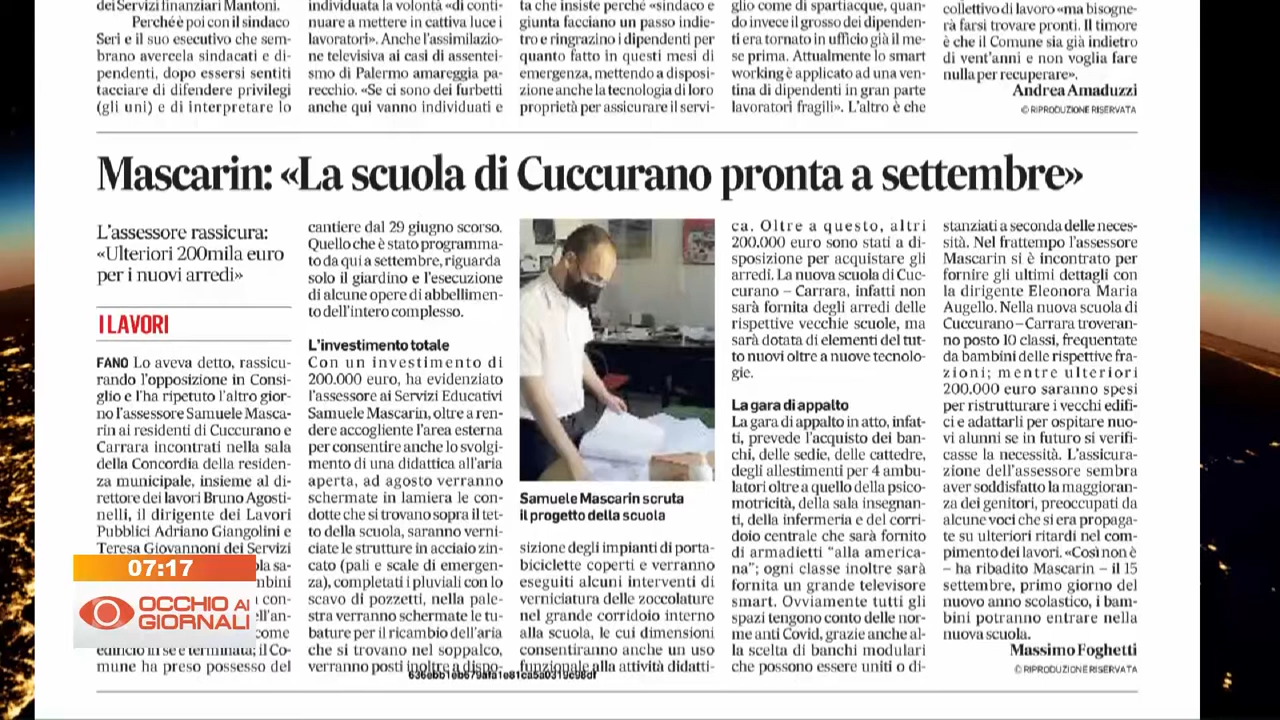 dei Servizi finanziari Mantoni.
Perché è poi con il sindaco
Seri e il suo esecutivo che sem-
brano avercela sindacati e di-
pendenti, dopo essersi sentiti
tacciare di difendere privilegi
(gli uni) e di interpretare lo
individuata la volontà «di conti-
nuare a mettere in cattiva luce i
lavoratori». Anche l'assimilazio-
ne televisiva ai casi di assentei-
smo di Palermo amareggia pa-
recchio. «Se ci sono dei furbetti
anche qui vanno individuati e
ta che insiste perché «sindaco e
giunta facciano un passo indie-
tro e ringrazino i dipendenti per
quanto fatto in questi mesi di
emergenza, mettendo a disposi-
zione anche la tecnologia di loro
proprietà per assicurare il servi-
glio come di spartiacque, quan-
do invece il grosso dei dipenden-
ti era tornato in ufficio già il me-
se prima. Attualmente lo smart
working è applicato ad una ven-
tina di dipendenti in gran parte
lavoratori fragili». L'altro è che
collettivo di lavoro «ma bisogne-
rà farsi trovare pronti. Il timore
è che il Comune sia già indietro
di vent'anni e non voglia fare
nulla per recuperare».
Andrea Amaduzzi
© RIPRODUZIONE RISERVATA
Mascarin: «La scuola di Cuccurano pronta a settembre»
L'assessore rassicura:
«Ulteriori 200mila euro
per i nuovi arredi»
I LAVORI
FANO Lo aveva detto, rassicu-
rando l'opposizione in Consi-
glio e l'ha ripetuto l'altro gior-
no l'assessore Samuele Masca-
rin ai residenti di Cuccurano e
Carrara incontrati nella sala
della Concordia della residen-
za municipale, insieme al di-
rettore dei lavori Bruno Agosti-
nelli, il dirigente dei Lavori
Pubblici Adriano Giangolini e
Teresa Giovannoni dei Servizi
edificio in sé è terminata; il Co-
mune ha preso possesso del
cantiere dal 29 giugno scorso.
Quello che è stato programma-
to da qui a settembre, riguarda
solo il giardino e l'esecuzione
di alcune opere di abbellimen-
to dell'intero complesso.
L'investimento totale
Con un investimento di
200.000 euro, ha evidenziato
l'assessore ai Servizi Educativi
Samuele Mascarin, oltre a ren-
dere accogliente l'area esterna
per consentire anche lo svolgi-
mento di una didattica all'aria
aperta, ad agosto verranno
schermate in lamiera le con-
dotte che si trovano sopra il tet-
to della scuola, saranno verni-
ciate le strutture in acciaio zin-
cato (pali e scale di emergen-
za), completati i pluviali con lo
scavo di pozzetti, nella pale-
stra verranno schermate le tu-
bature per il ricambio dell'aria
che si trovano nel soppalco,
verranno posti inoltre a dispo-
Samuele Mascarin scruta
il progetto della scuola
sizione degli impianti di porta-
biciclette coperti e verranno
eseguiti alcuni interventi di
verniciatura delle zoccolature
nel grande corridoio interno
alla scuola, le cui dimensioni
consentiranno anche un uso
funzionale alla attività didatti-
ca. Oltre a questo, altri
200.000 euro sono stati a di-
sposizione per acquistare gli
arredi. La nuova scuola di Cuc-
curano – Carrara, infatti non
sarà fornita degli arredi delle
rispettive vecchie scuole, ma
sarà dotata di elementi del tut-
to nuovi oltre a nuove tecnolo-
gie.
La gara di appalto
La gara di appalto in atto, infat-
ti, prevede l'acquisto dei ban-
chi, delle sedie, delle cattedre,
degli allestimenti per 4 ambu-
latori oltre a quello della psico-
motricità, della sala insegnan-
ti, della infermeria e del corri-
doio centrale che sarà fornito
di armadietti "alla america-
na"; ogni classe inoltre sarà
fornita un grande televisore
smart. Ovviamente tutti gli
spazi tengono conto delle nor-
me anti Covid, grazie anche al-
la scelta di banchi modulari
che possono essere uniti o di-
stanziati a seconda delle neces-
sità. Nel frattempo l'assessore
Mascarin si è incontrato per
fornire gli ultimi dettagli con
la dirigente Eleonora Maria
Augello. Nella nuova scuola di
Cuccurano – Carrara troveran-
no posto 10 classi, frequentate
da bambini delle rispettive fra-
zioni; mentre ulteriori
200.000 euro saranno spesi
per ristrutturare i vecchi edifi-
ci e adattarli per ospitare nuo-
vi alunni se in futuro si verifi-
casse la necessità. L'assicura-
zione dell'assessore sembra
aver soddisfatto la maggioran-
za dei genitori, preoccupati da
alcune voci che si era propaga-
te su ulteriori ritardi nel com-
pimento dei lavori. «Così non è
– ha ribadito Mascarin – il 15
settembre, primo giorno del
nuovo anno scolastico, i bam-
bini potranno entrare nella
nuova scuola.
Massimo Foghetti
© RIPRODUZIONE RISERVATA
07:17
OCCHIO AI
GIORNALI